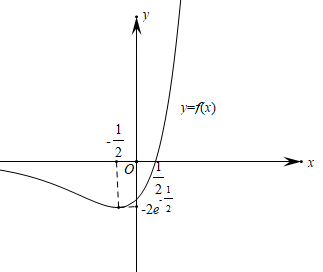 y
y=f(x)
-1/2
O
x
1/2
-2e^{-1/2}